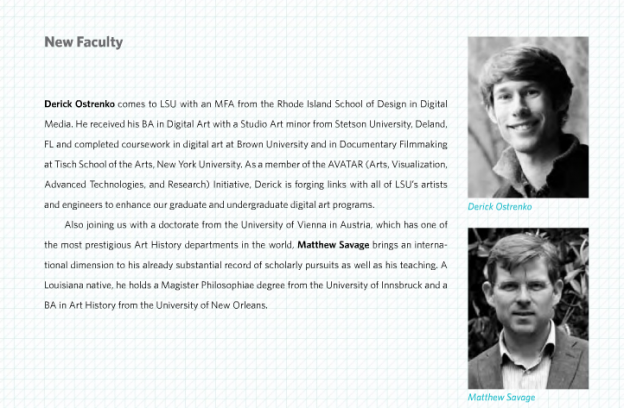 New Faculty
Derick Ostrenko comes to LSU with an MFA from the Rhode Island School of Design in Digital
Media. He received his BA in Digital Art with a Studio Art minor from Stetson University, Deland,
FL and completed coursework in digital art at Brown University and in Documentary Filmmaking
at Tisch School of the Arts, New York University. As a member of the AVATAR (Arts, Visualization,
Advanced Technologies, and Research) Initiative, Derick is forging links with all of LSU's artists
and engineers to enhance our graduate and undergraduate digital art programs.
Also joining us with a doctorate from the University of Vienna in Austria, which has one of
the most prestigious Art History departments in the world, Matthew Savage brings an interna-
tional dimension to his already substantial record of scholarly pursuits as well as his teaching. A
Louisiana native, he holds a Magister Philosophiae degree from the University of Innsbruck and a
BA in Art History from the University of New Orleans.
Derick Ostrenko
Matthew Savage